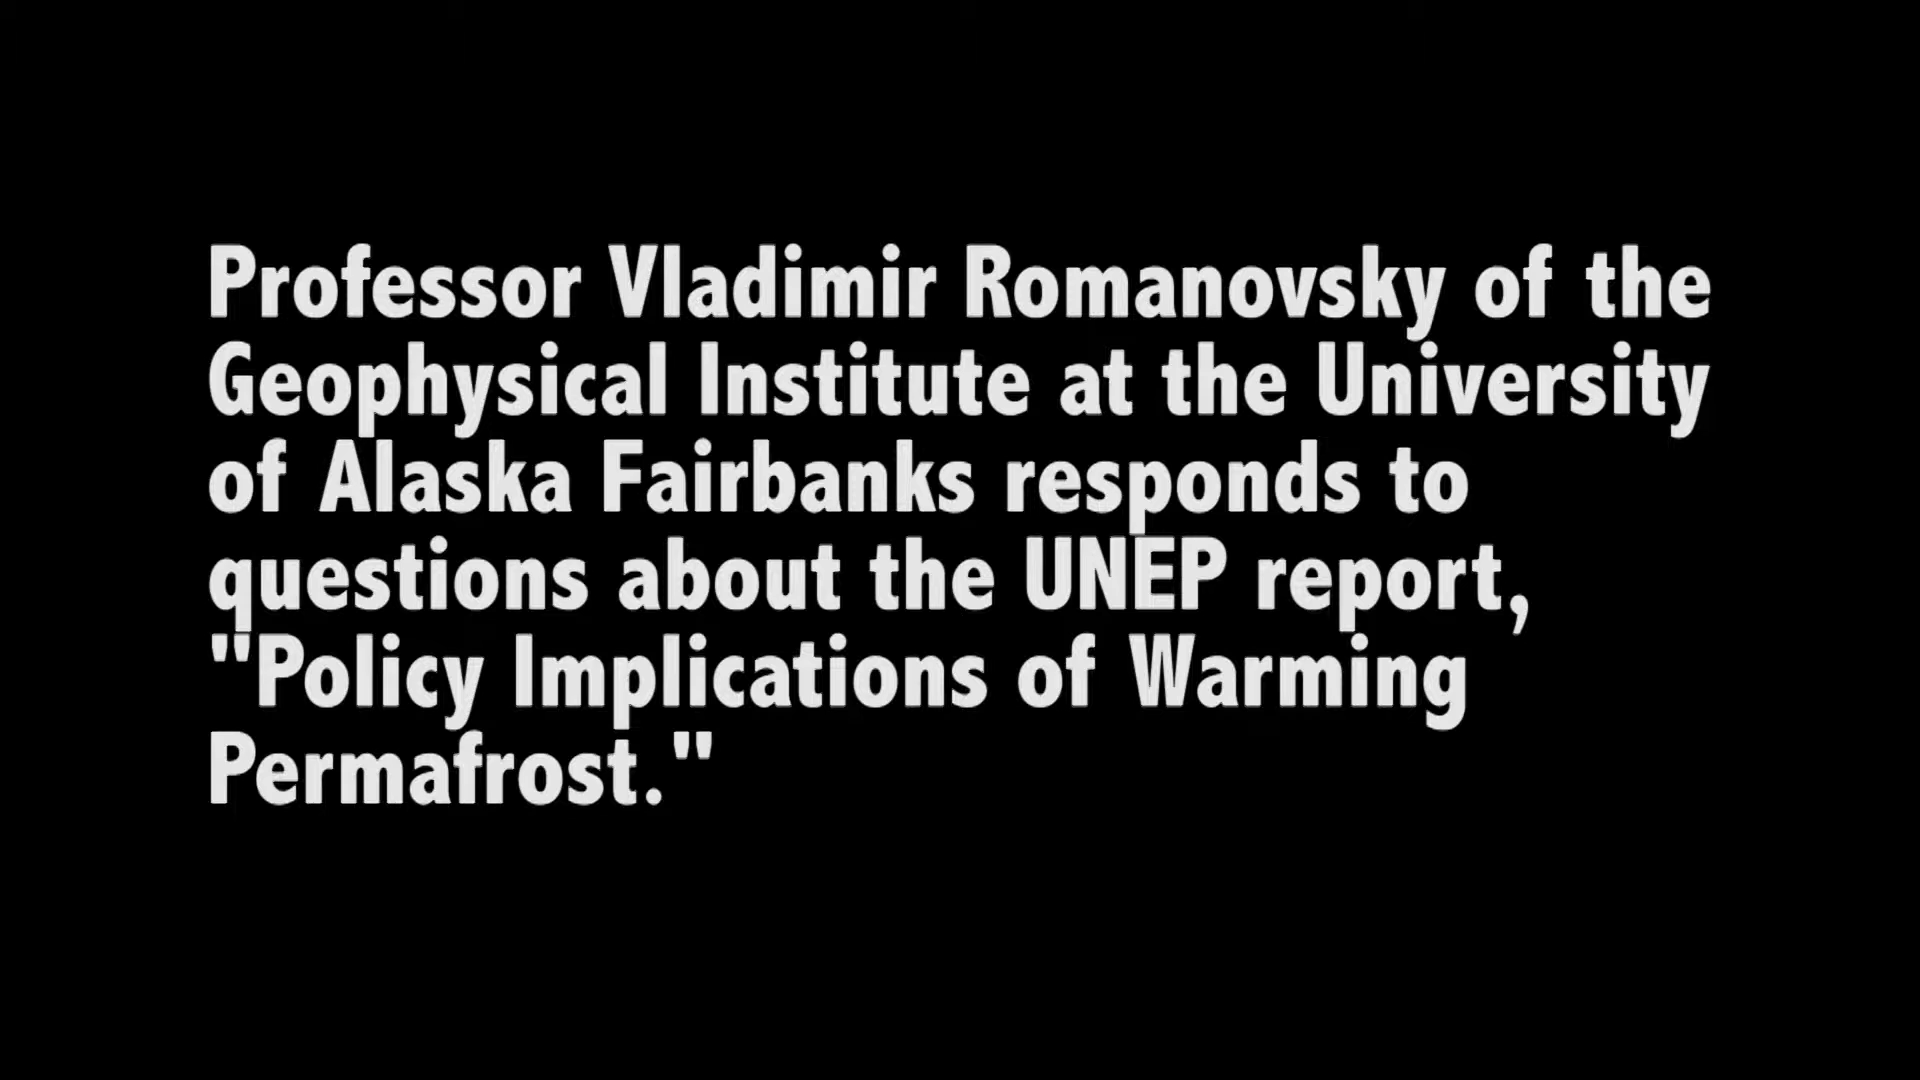 Professor Vladimir Romanovsky of the
Geophysical Institute at the University
of Alaska Fairbanks responds to
questions about the UNEP report,
"Policy Implications of Warming
Permafrost."